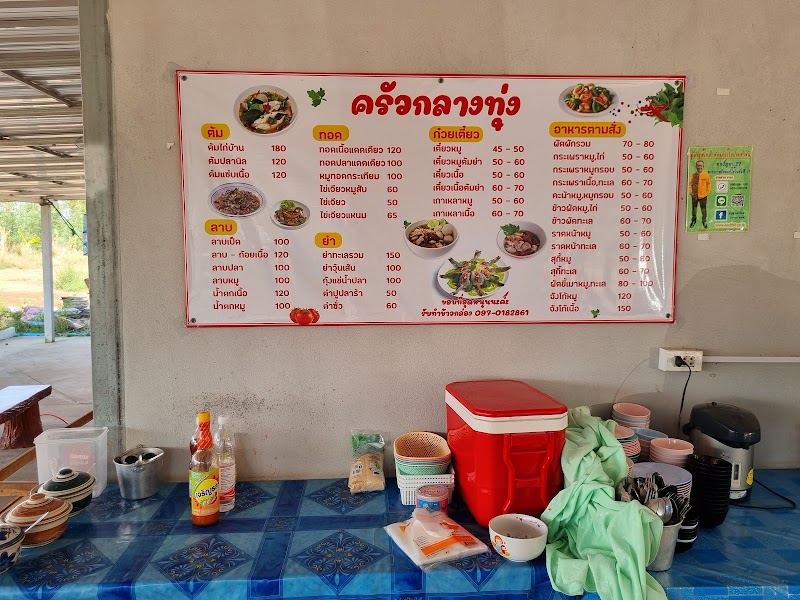 ครัวกลางทุ่ง
ต้ม
ต้มไก่บ้าน 180
ต้มปลานิล 120
ต้มแซ่บเนื้อ 120
ลาบ
ลาบเป็ด 100
ลาบ - ก้อยเนื้อ 120
ลาบปลา 100
ลาบหมู 100
น้ำตกเนื้อ 120
น้ำตกหมู 100
ทอด
ทอดเนื้อแดดเดียว 120
ทอดปลาแดดเดียว 100
หมูทอดกระเทียม 100
ไข่เจียวหมูสับ 60
ไข่เจียว 50
ไข่เจียวแหนม 65
ยำ
ยำทะเลรวม 150
ยำวุ้นเส้น 100
กุ้งแช่น้ำปลา 100
ตำปูปลาร้า 50
ตำซั่ว 60
ก๋วยเตี๋ยว
เตี๋ยวหมู 45 - 50
เตี๋ยวหมูต้มยำ 50 - 60
เตี๋ยวเนื้อ 50 - 60
เตี๋ยวเนื้อต้มยำ 60 - 70
เกาเหลาหมู 50 - 60
เกาเหลาเนื้อ 60 - 70
ขอบคุณคุณนะคะ
รับทำข้าวกล่อง 097-0182861
อาหารตามสั่ง
ผัดผักรวม 70 - 80
กระเพราหมู,ไก่ 50 - 60
กระเพราหมูกรอบ 50 - 60
กระเพราเนื้อ,ทะเล 60 - 70
คะน้าหมู,หมูกรอบ 50 - 60
ข้าวผัดหมู,ไก่ 50 - 60
ข้าวผัดทะเล 60 - 70
ราดหน้าหมู 50 - 60
ราดหน้าทะเล 60 - 70
สุกี้หมู 50 - 60
สุกี้ทะเล 60 - 70
ผัดขี้เมาหมู,ทะเล 80 - 100
จังโก้หมู 120
จังโก้เนื้อ 150